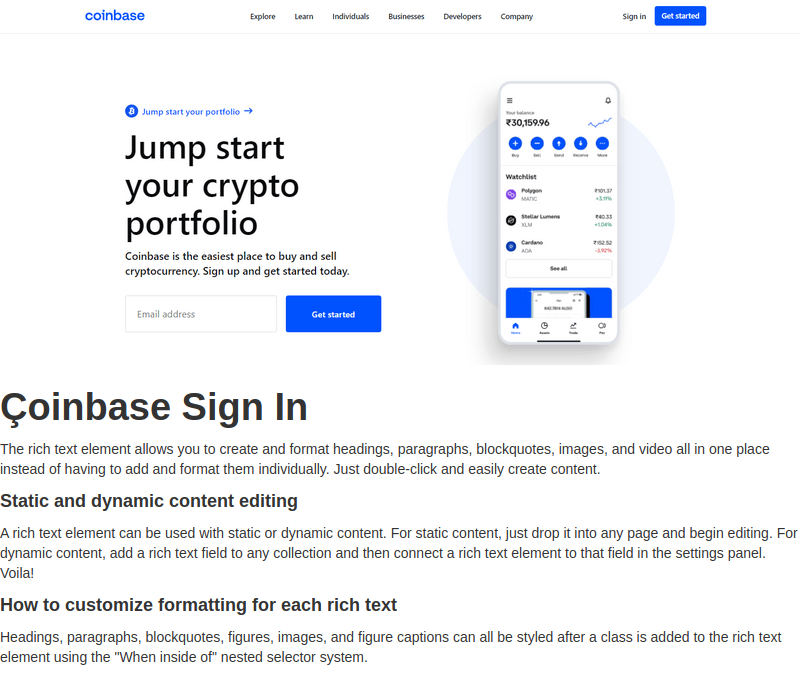 coinbase
Explore Learn Individuals Businesses Developers Company
Sign in Get started
Jump start your portfolio →
Jump start
your crypto
portfolio
Coinbase is the easiest place to buy and sell
cryptocurrency. Sign up and get started today.
Email address
Get started
Your balance
₹30,159.96
Buy Send Receive More
Watchlist
Polygon ₹101.37
MATIC +3.11%
Stellar Lumens ₹40.33
XLM +1.04%
Cardano ₹152.52
ADA -3.92%
See all
Home Assets Trade Pay
Çoinbase Sign In
The rich text element allows you to create and format headings, paragraphs, blockquotes, images, and video all in one place
instead of having to add and format them individually. Just double-click and easily create content.
Static and dynamic content editing
A rich text element can be used with static or dynamic content. For static content, just drop it into any page and begin editing. For
dynamic content, add a rich text field to any collection and then connect a rich text element to that field in the settings panel.
Voila!
How to customize formatting for each rich text
Headings, paragraphs, blockquotes, figures, images, and figure captions can all be styled after a class is added to the rich text
element using the "When inside of" nested selector system.